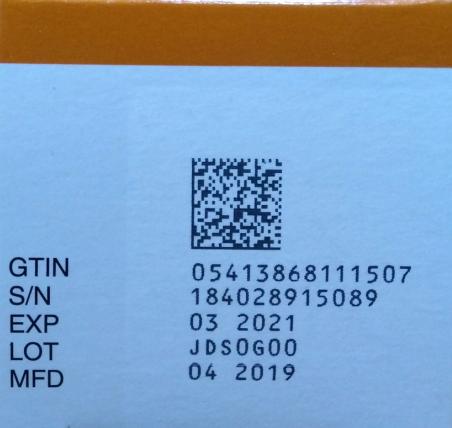 GTIN 05413868111507
S/N 184028915089
EXP 03 2021
LOT JDS0G00
MFD 04 2019